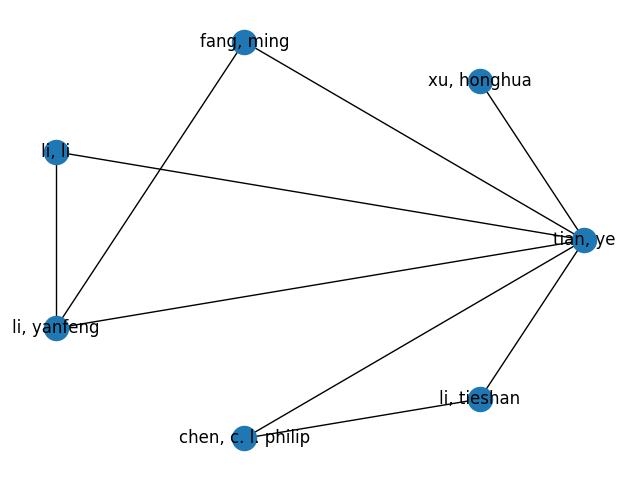 fang, ming
xu, honghua
li, li
tian, ye
li, yanfeng
li, tieshan
chen, c. l. philip